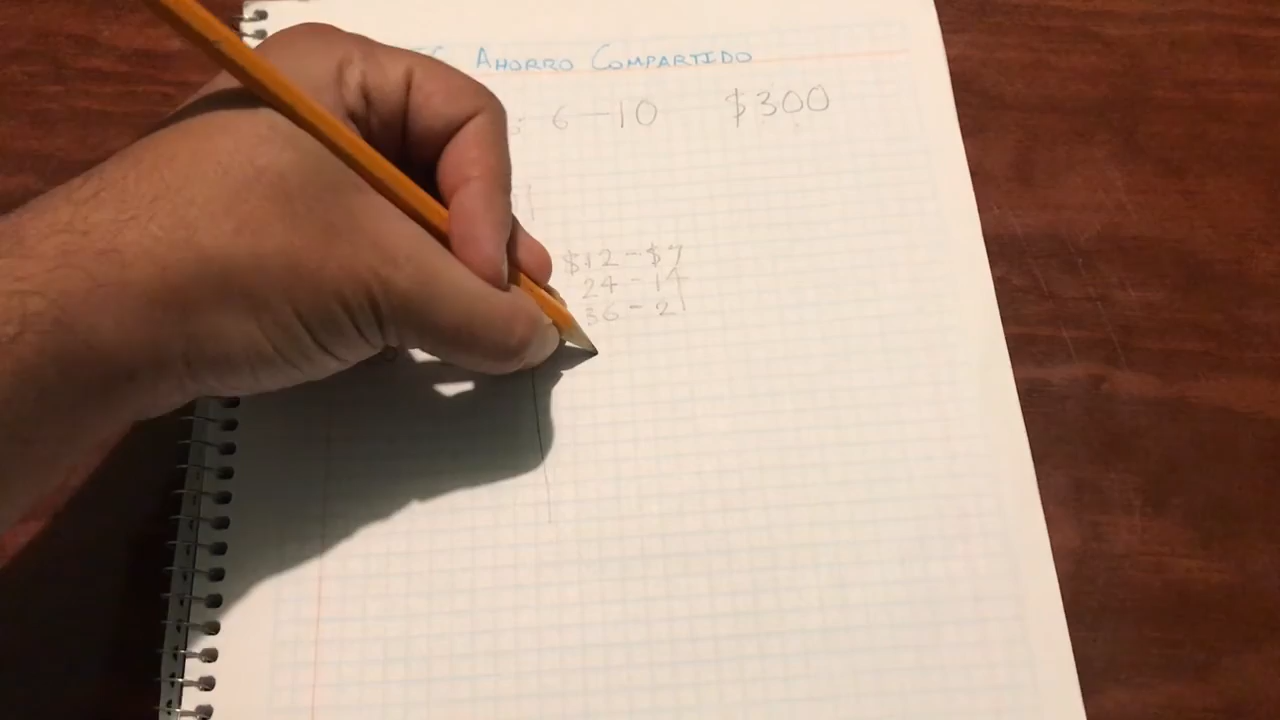 AHORRO COMPARTIDO
6 — 10 $300
$12 - $7
24 - 14
36 - 21